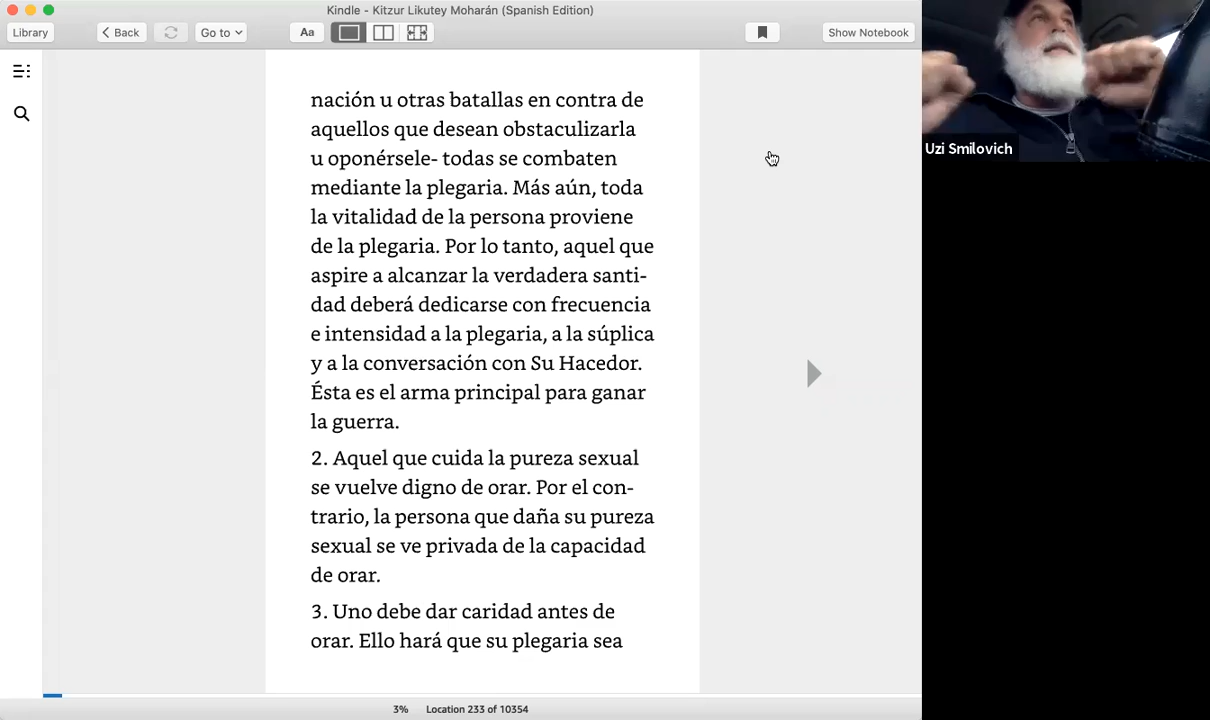 Kindle - Kitzur Likutey Moharán (Spanish Edition)
Library
Back
Go to
Aa
Show Notebook
nación u otras batallas en contra de
aquellos que desean obstaculizarla
u oponérsele- todas se combaten
mediante la plegaria. Más aún, toda
la vitalidad de la persona proviene
de la plegaria. Por lo tanto, aquel que
aspire a alcanzar la verdadera santi-
dad deberá dedicarse con frecuencia
e intensidad a la plegaria, a la súplica
y a la conversación con Su Hacedor.
Ésta es el arma principal para ganar
la guerra.
2. Aquel que cuida la pureza sexual
se vuelve digno de orar. Por el con-
trario, la persona que daña su pureza
sexual se ve privada de la capacidad
de orar.
3. Uno debe dar caridad antes de
orar. Ello hará que su plegaria sea
3%
Location 233 of 10354
Uzi Smilovich